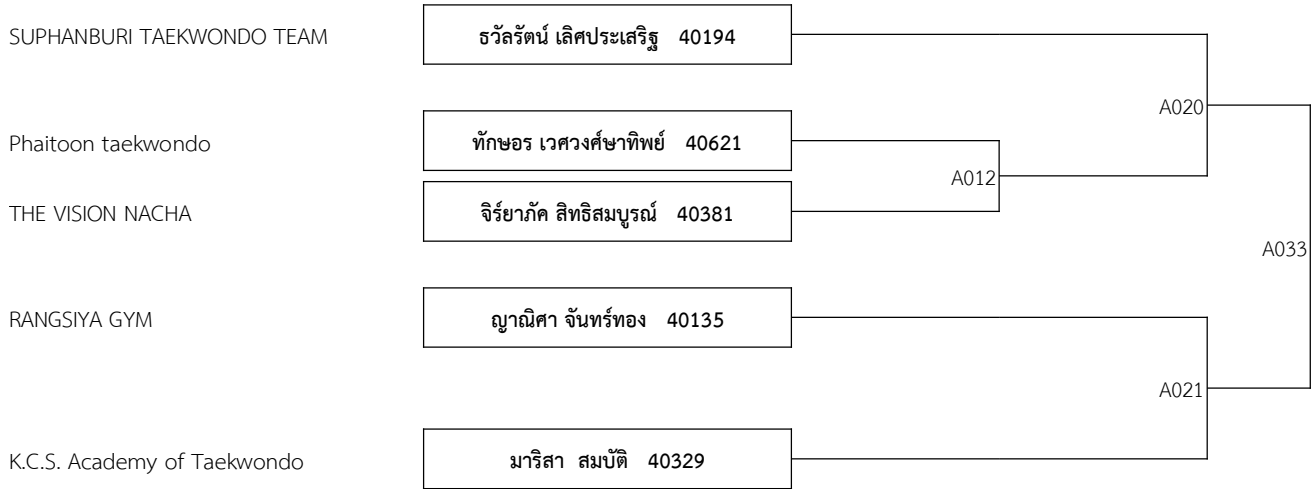 SUPHANBURI TAEKWONDO TEAM ธวัลรัตน์ เลิศประเสริฐ 40194
A020
Phaitoon taekwondo ทักษอร เวศวงศ์ษาทิพย์ 40621
A012
THE VISION NACHA จิร์ยาภัค สิทธิสมบูรณ์ 40381
A033
RANGSIYA GYM ญาณิศา จันทร์ทอง 40135
A021
K.C.S. Academy of Taekwondo มาริสา สมบัติ 40329